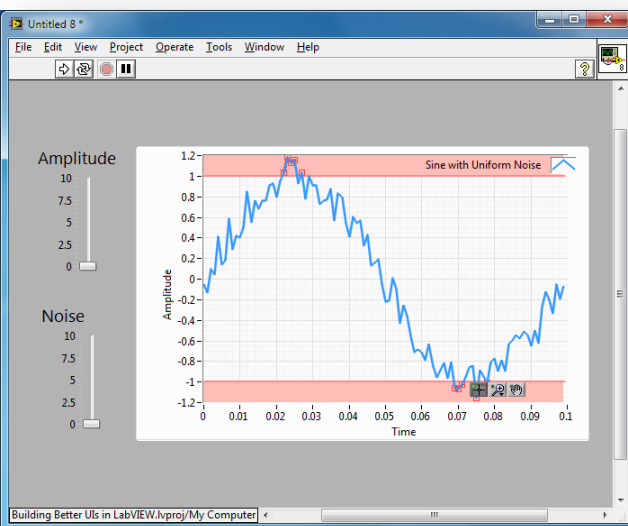 Untitled 8 *
File Edit View Project Operate Tools Window Help
8
Amplitude
10
7.5
5
2.5
0
Noise
10
7.5
5
2.5
0
Sine with Uniform Noise
Amplitude
1.2
1
0.8
0.6
0.4
0.2
0
-0.2
-0.4
-0.6
-0.8
-1
-1.2
0 0.01 0.02 0.03 0.04 0.05 0.06 0.07 0.08 0.09 0.1
Time
Building Better UIs in LabVIEW.lvproj/My Computer